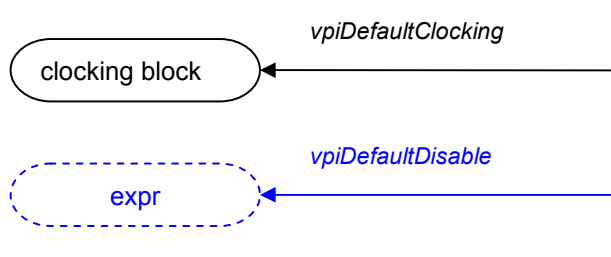 vpiDefaultClocking
clocking block
vpiDefaultDisable
expr